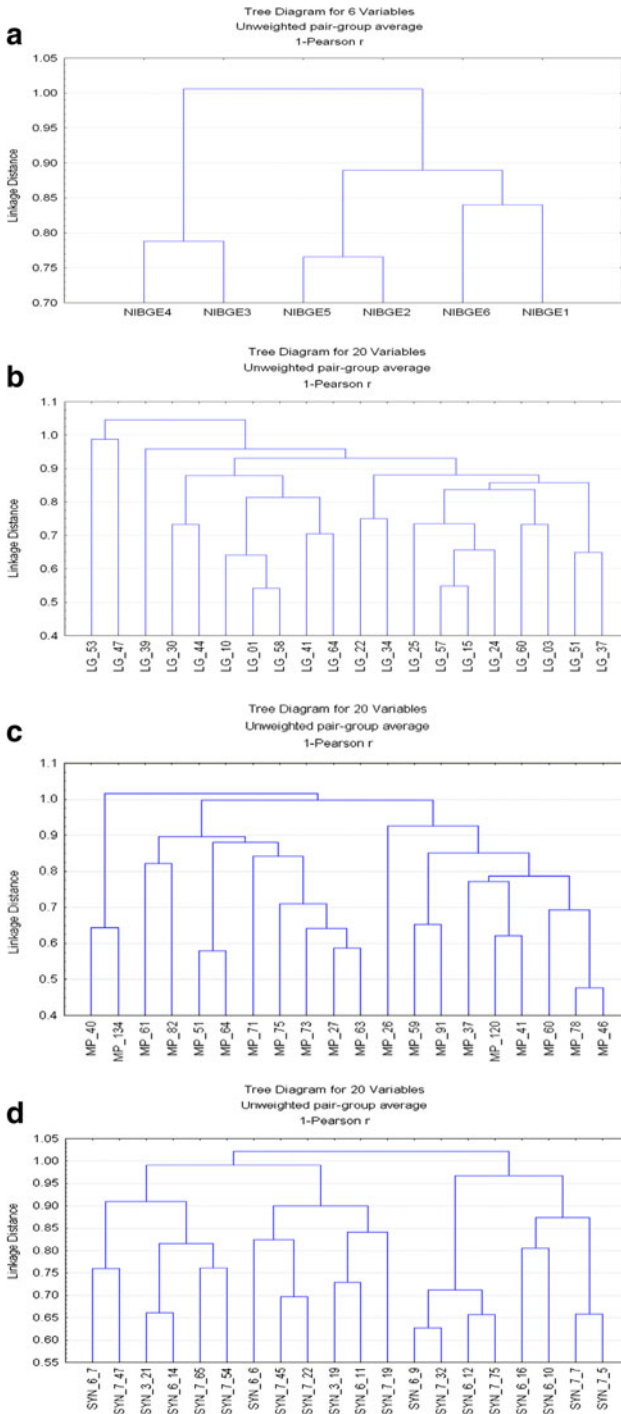 a
Tree Diagram for 6 Variables
Unweighted pair-group average
1-Pearson r
1.05
1.00
0.95
0.90
0.85
0.80
0.75
0.70
Linkage Distance
NIBGE4 NIBGE3 NIBGE5 NIBGE2 NIBGE6 NIBGE1
b
Tree Diagram for 20 Variables
Unweighted pair-group average
1-Pearson r
1.1
1.0
0.9
0.8
0.7
0.6
0.5
0.4
Linkage Distance
LG_53 LG_47 LG_39 LG_30 LG_44 LG_10 LG_01 LG_58 LG_41 LG_64 LG_22 LG_34 LG_25 LG_57 LG_15 LG_24 LG_60 LG_03 LG_51 LG_37
c
Tree Diagram for 20 Variables
Unweighted pair-group average
1-Pearson r
1.1
1.0
0.9
0.8
0.7
0.6
0.5
0.4
Linkage Distance
MP_40 MP_134 MP_61 MP_82 MP_51 MP_64 MP_71 MP_75 MP_73 MP_27 MP_63 MP_26 MP_59 MP_91 MP_37 MP_120 MP_41 MP_60 MP_78 MP_46
d
Tree Diagram for 20 Variables
Unweighted pair-group average
1-Pearson r
1.05
1.00
0.95
0.90
0.85
0.80
0.75
0.70
0.65
0.60
0.55
Linkage Distance
SYN_6_7 SYN_7_47 SYN_3_21 SYN_6_14 SYN_7_65 SYN_7_54 SYN_6_6 SYN_7_45 SYN_7_22 SYN_3_19 SYN_6_11 SYN_7_19 SYN_6_9 SYN_7_32 SYN_6_12 SYN_7_75 SYN_6_16 SYN_6_10 SYN_7_7 SYN_7_5